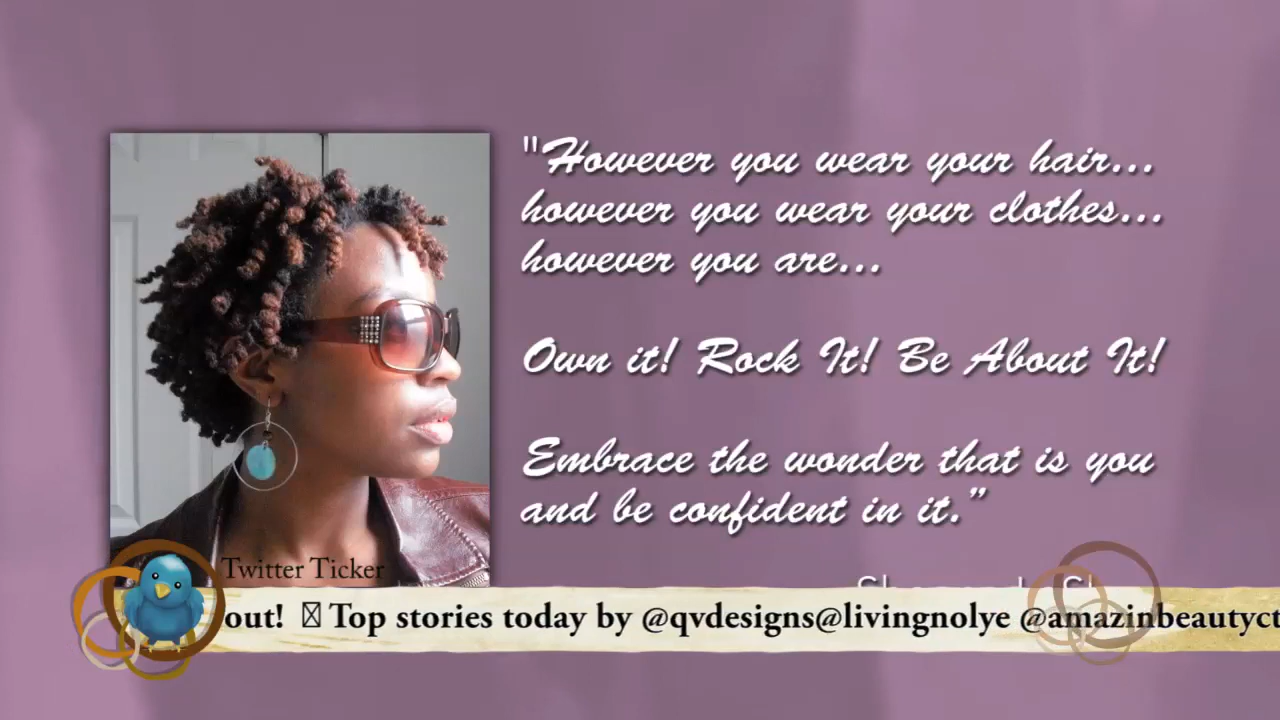 "However you wear your hair...
however you wear your clothes...
however you are...
Own it! Rock It! Be About It!
Embrace the wonder that is you
and be confident in it.”
Twitter Ticker
out! Top stories today by @qvdesigns@livingnolye @amazinbeautyct